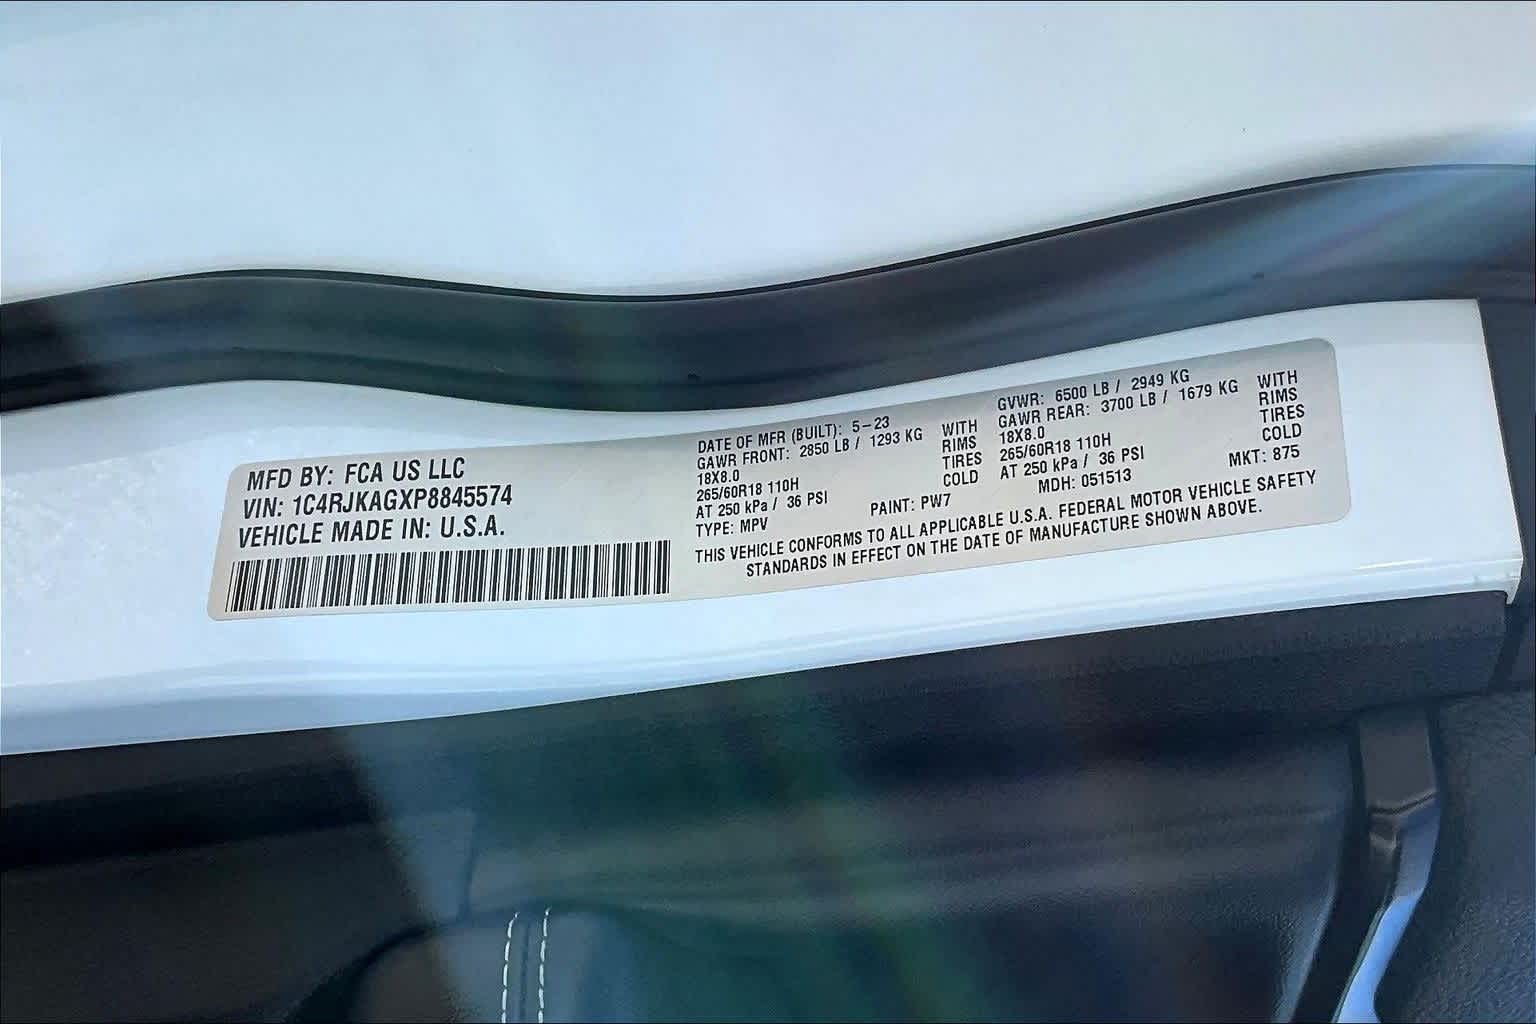 MFD BY: FCA US LLC
VIN: 1C4RJKAGXP8845574
VEHICLE MADE IN: U.S.A.
DATE OF MFR (BUILT): 5-23
GAWR FRONT: 2850 LB / 1293 KG WITH
18X8.0 RIMS
265/60R18 110H TIRES
AT 250 kPa / 36 PSI COLD
TYPE: MPV PAINT: PW7
GVWR: 6500 LB / 2949 KG
GAWR REAR: 3700 LB / 1679 KG WITH
18X8.0 RIMS
265/60R18 110H TIRES
AT 250 kPa / 36 PSI COLD
MDH: 051513 MKT: 875
THIS VEHICLE CONFORMS TO ALL APPLICABLE U.S.A. FEDERAL MOTOR VEHICLE SAFETY
STANDARDS IN EFFECT ON THE DATE OF MANUFACTURE SHOWN ABOVE.